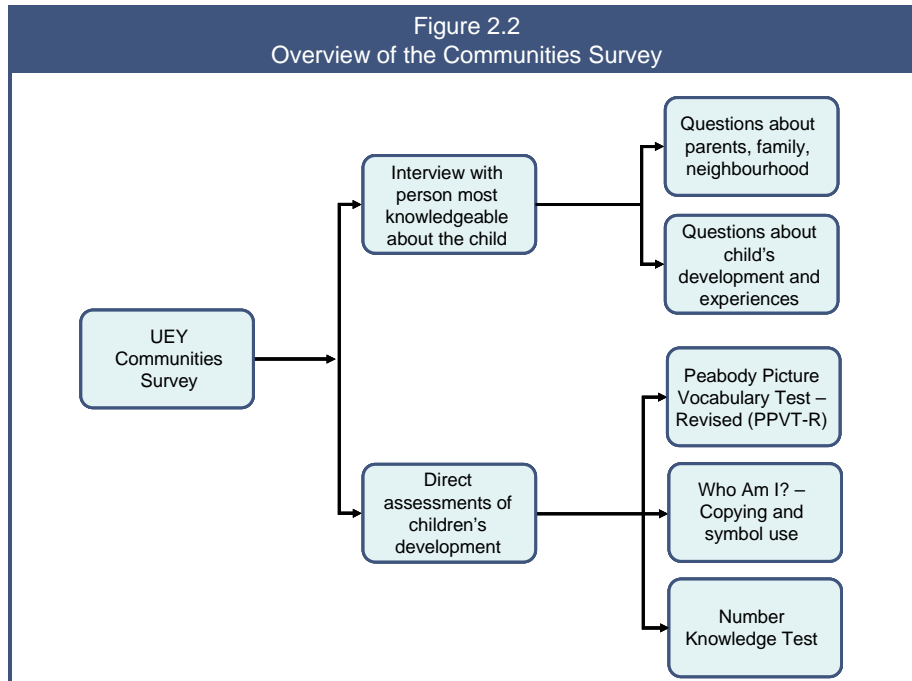 Figure 2.2
Overview of the Communities Survey
UEY
Communities
Survey
Interview with
person most
knowledgeable
about the child
Questions about
parents, family,
neighbourhood
Questions about
child’s
development and
experiences
Direct
assessments of
children’s
development
Peabody Picture
Vocabulary Test –
Revised (PPVT-R)
Who Am I? –
Copying and
symbol use
Number
Knowledge Test